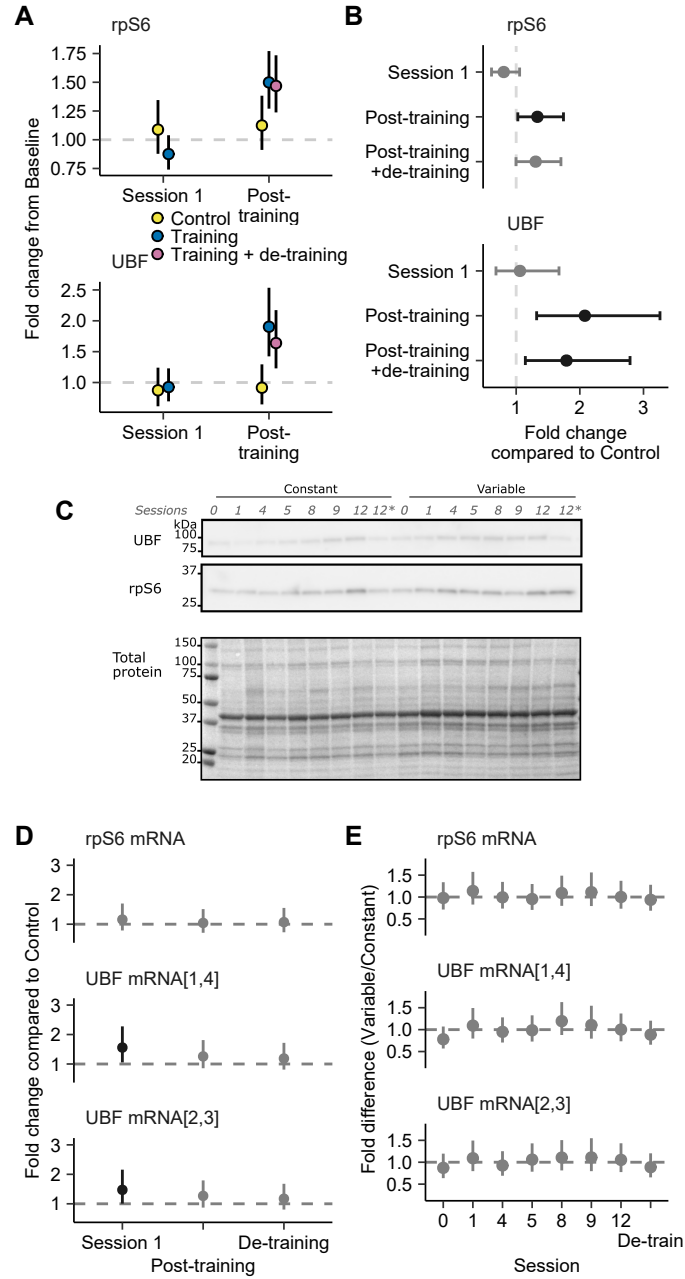 A
rpS6
1.75
1.50
1.25
1.00
0.75
Fold change from Baseline
Session 1
Post-
training
Control
Training
Training + de-training
UBF
2.5
2.0
1.5
1.0
Session 1
Post-
training
B
rpS6
Session 1
Post-training
Post-training
+de-training
UBF
Session 1
Post-training
Post-training
+de-training
1 2 3
Fold change
compared to Control
C
Constant Variable
Sessions 0 1 4 5 8 9 12 12* 0 1 4 5 8 9 12 12*
kDa
UBF
100
75
rpS6
37
25
Total
protein
150
100
75
50
37
25
20
D
rpS6 mRNA
3
2
1
UBF mRNA[1,4]
3
2
1
UBF mRNA[2,3]
3
2
1
Fold change compared to Control
Session 1 De-training
Post-training
E
rpS6 mRNA
1.5
1.0
0.5
UBF mRNA[1,4]
1.5
1.0
0.5
UBF mRNA[2,3]
1.5
1.0
0.5
Fold difference (Variable/Constant)
0 1 4 5 8 9 12
De-train
Session